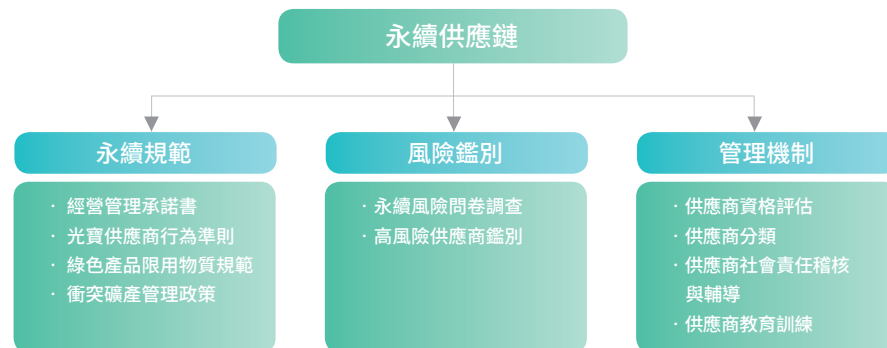 永續供應鏈
永續規範
· 經營管理承諾書
· 光寶供應商行為準則
· 綠色產品限用物質規範
· 衝突礦產管理政策
風險鑑別
· 永續風險問卷調查
· 高風險供應商鑑別
管理機制
· 供應商資格評估
· 供應商分類
· 供應商社會責任稽核
與輔導
· 供應商教育訓練